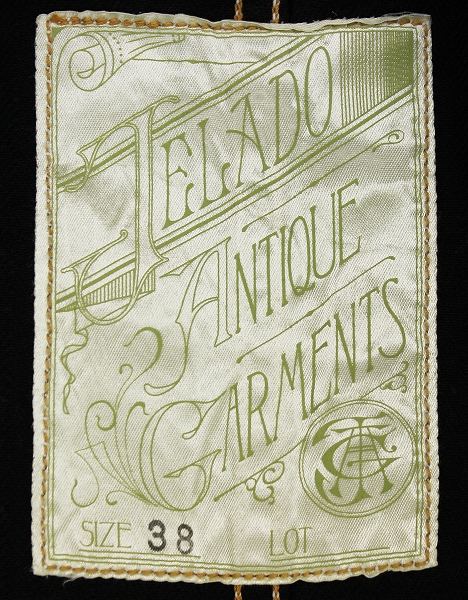 JELADO
ANTIQUE
GARMENTS
SIZE 38 LOT